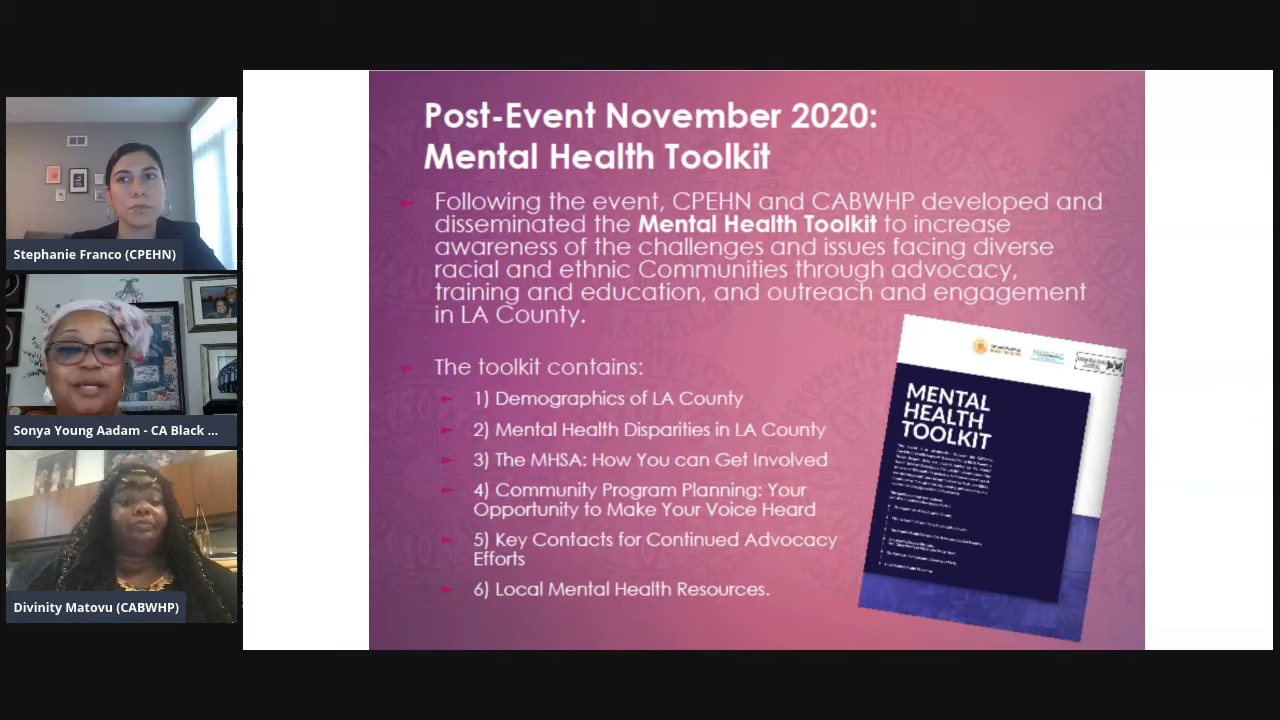 Post-Event November 2020:
Mental Health Toolkit
Following the event, CPEHN and CABWHP developed and
disseminated the Mental Health Toolkit to increase
awareness of the challenges and issues facing diverse
racial and ethnic Communities through advocacy,
training and education, and outreach and engagement
in LA County.
The toolkit contains:
1) Demographics of LA County
2) Mental Health Disparities in LA County
3) The MHSA: How You can Get Involved
4) Community Program Planning: Your
Opportunity to Make Your Voice Heard
5) Key Contacts for Continued Advocacy
Efforts
6) Local Mental Health Resources.
MENTAL
HEALTH
TOOLKIT
Stephanie Franco (CPEHN)
Sonya Young Aadam - CA Black ...
Divinity Matovu (CABWHP)